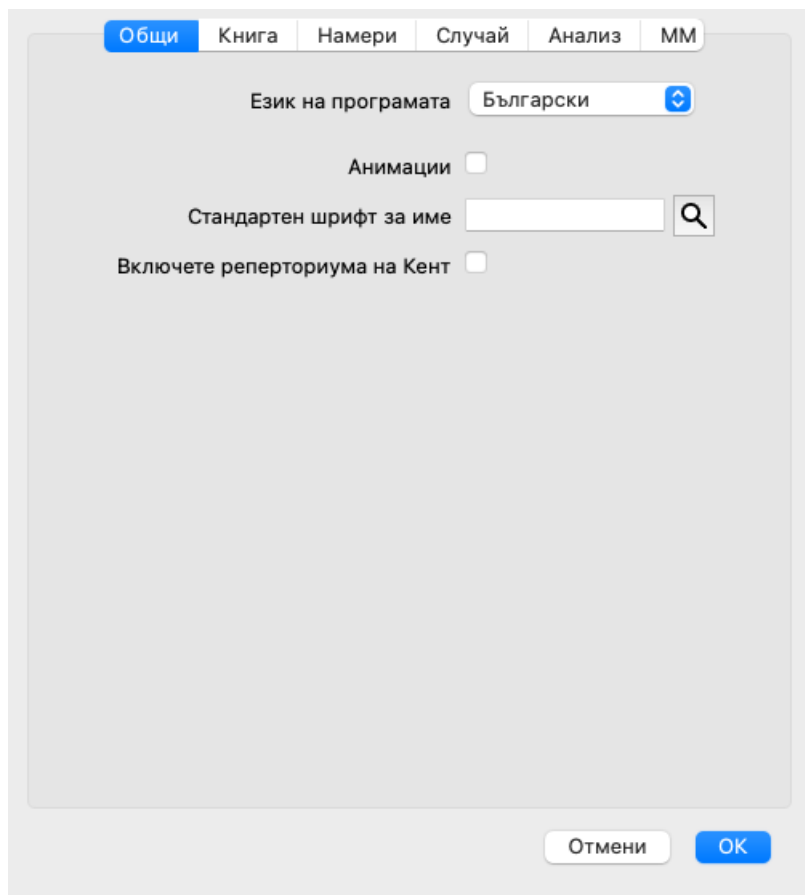 Общи Книга Намери Случай Анализ ММ
Език на програмата Български
Анимации
Стандартен шрифт за име
Включете реперториума на Кент
Отмени ОК